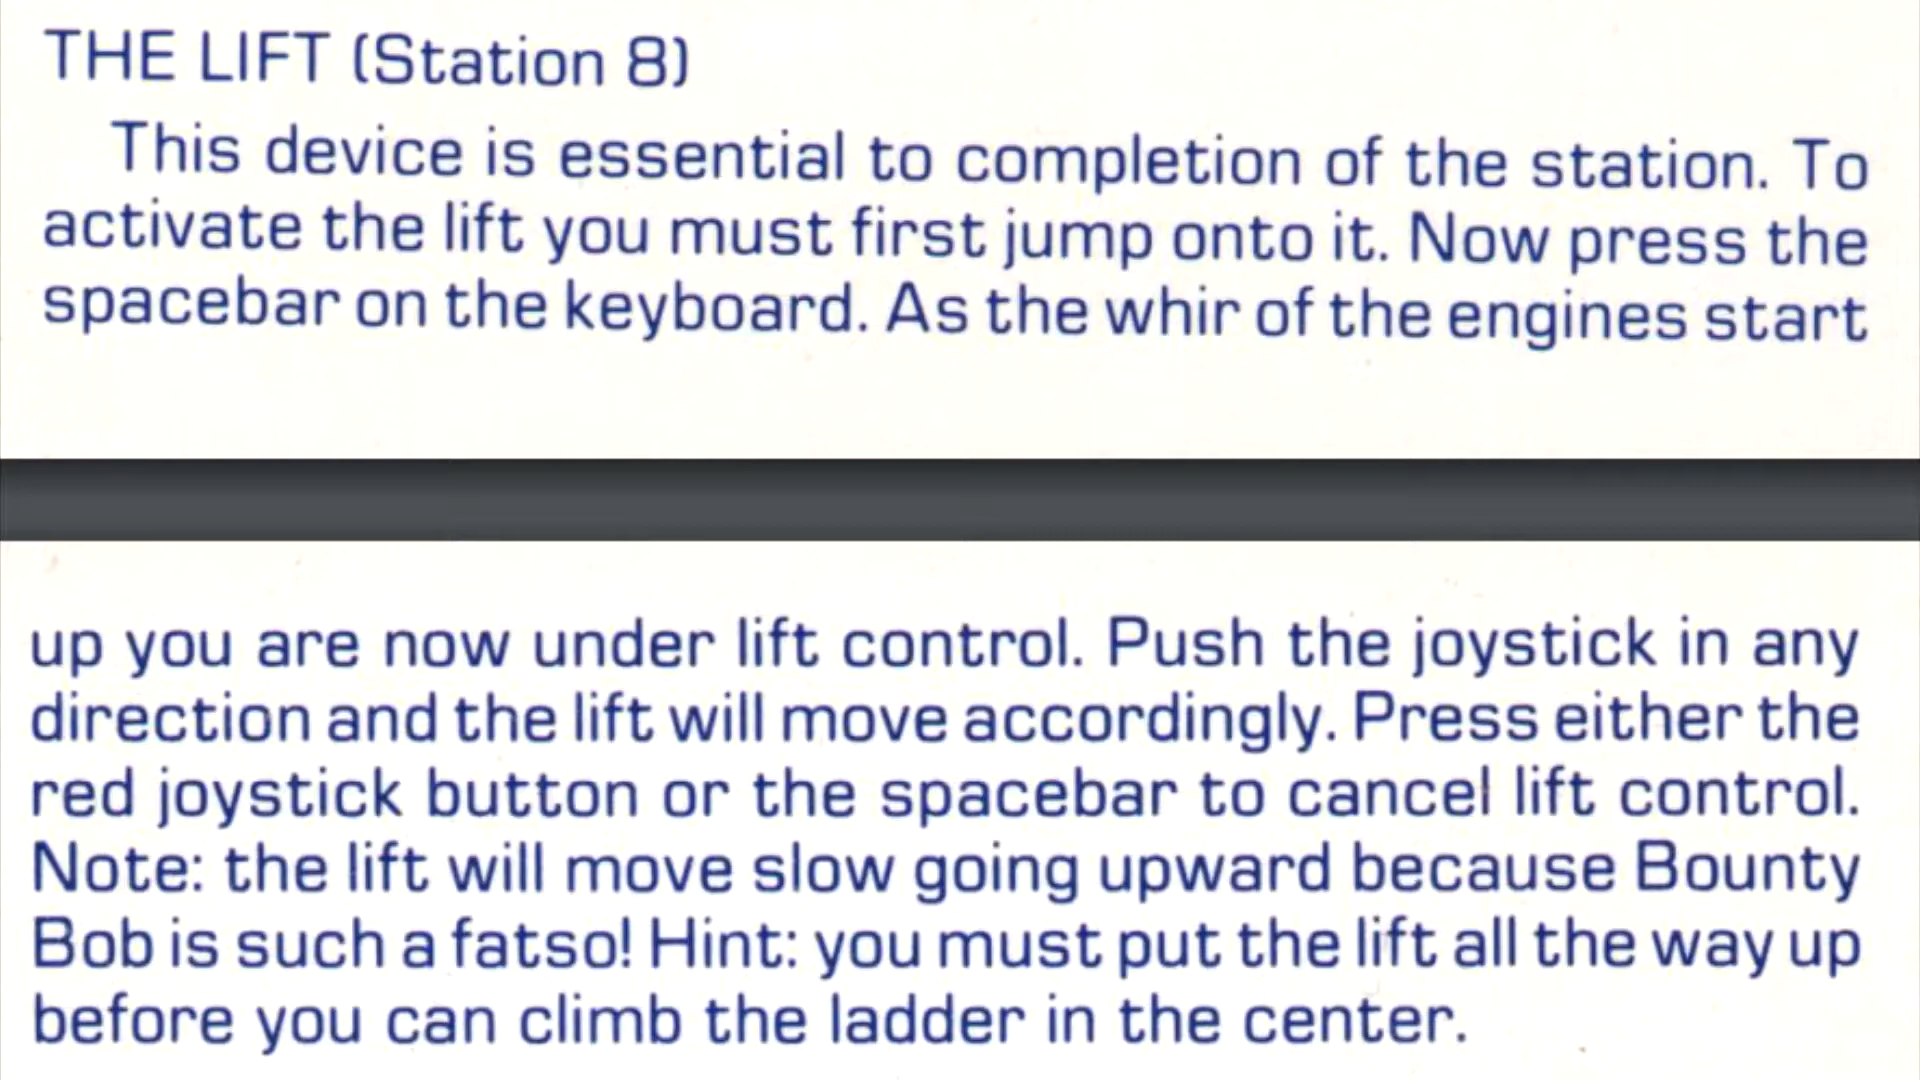 THE LIFT (Station 8)
This device is essential to completion of the station. To
activate the lift you must first jump onto it. Now press the
spacebar on the keyboard. As the whir of the engines start
up you are now under lift control. Push the joystick in any
direction and the lift will move accordingly. Press either the
red joystick button or the spacebar to cancel lift control.
Note: the lift will move slow going upward because Bounty
Bob is such a fatso! Hint: you must put the lift all the way up
before you can climb the ladder in the center.